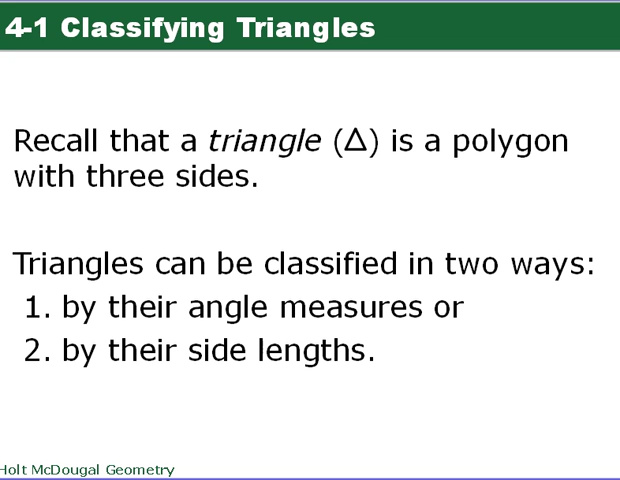 4-1 Classifying Triangles
Recall that a triangle (∆) is a polygon
with three sides.
Triangles can be classified in two ways:
1. by their angle measures or
2. by their side lengths.
Holt McDougal Geometry